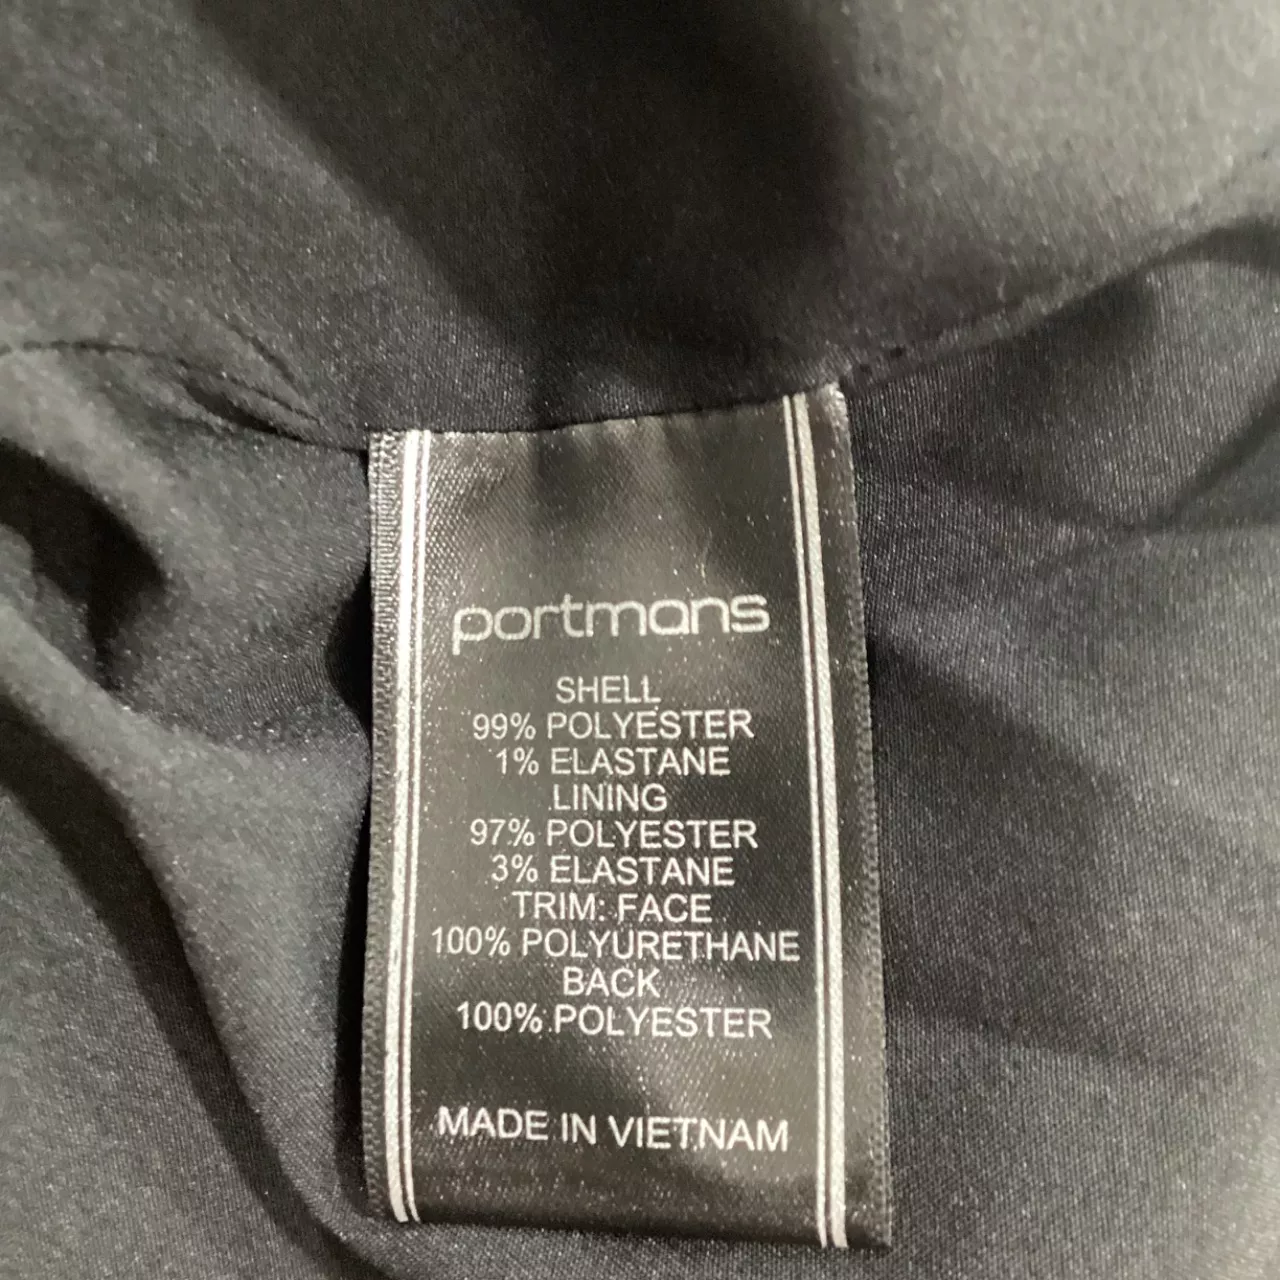 portmans
SHELL
99% POLYESTER
1% ELASTANE
LINING
97% POLYESTER
3% ELASTANE
TRIM: FACE
100% POLYURETHANE
BACK
100% POLYESTER
MADE IN VIETNAM